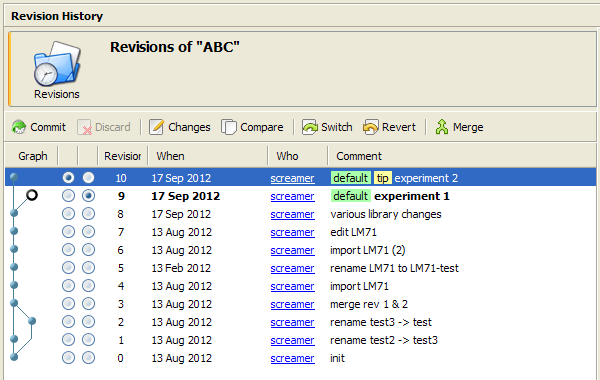 Revision History
Revisions of "ABC"
Revisions
Commit Discard Changes Compare Switch Revert Merge
Graph Revision When Who Comment
10 17 Sep 2012 screamer default tip experiment 2
9 17 Sep 2012 screamer default experiment 1
8 17 Sep 2012 screamer various library changes
7 13 Aug 2012 screamer edit LM71
6 13 Aug 2012 screamer import LM71 (2)
5 13 Feb 2012 screamer rename LM71 to LM71-test
4 13 Aug 2012 screamer import LM71
3 13 Aug 2012 screamer merge rev 1 & 2
2 13 Aug 2012 screamer rename test3 -> test
1 13 Aug 2012 screamer rename test2 -> test3
0 13 Aug 2012 screamer init